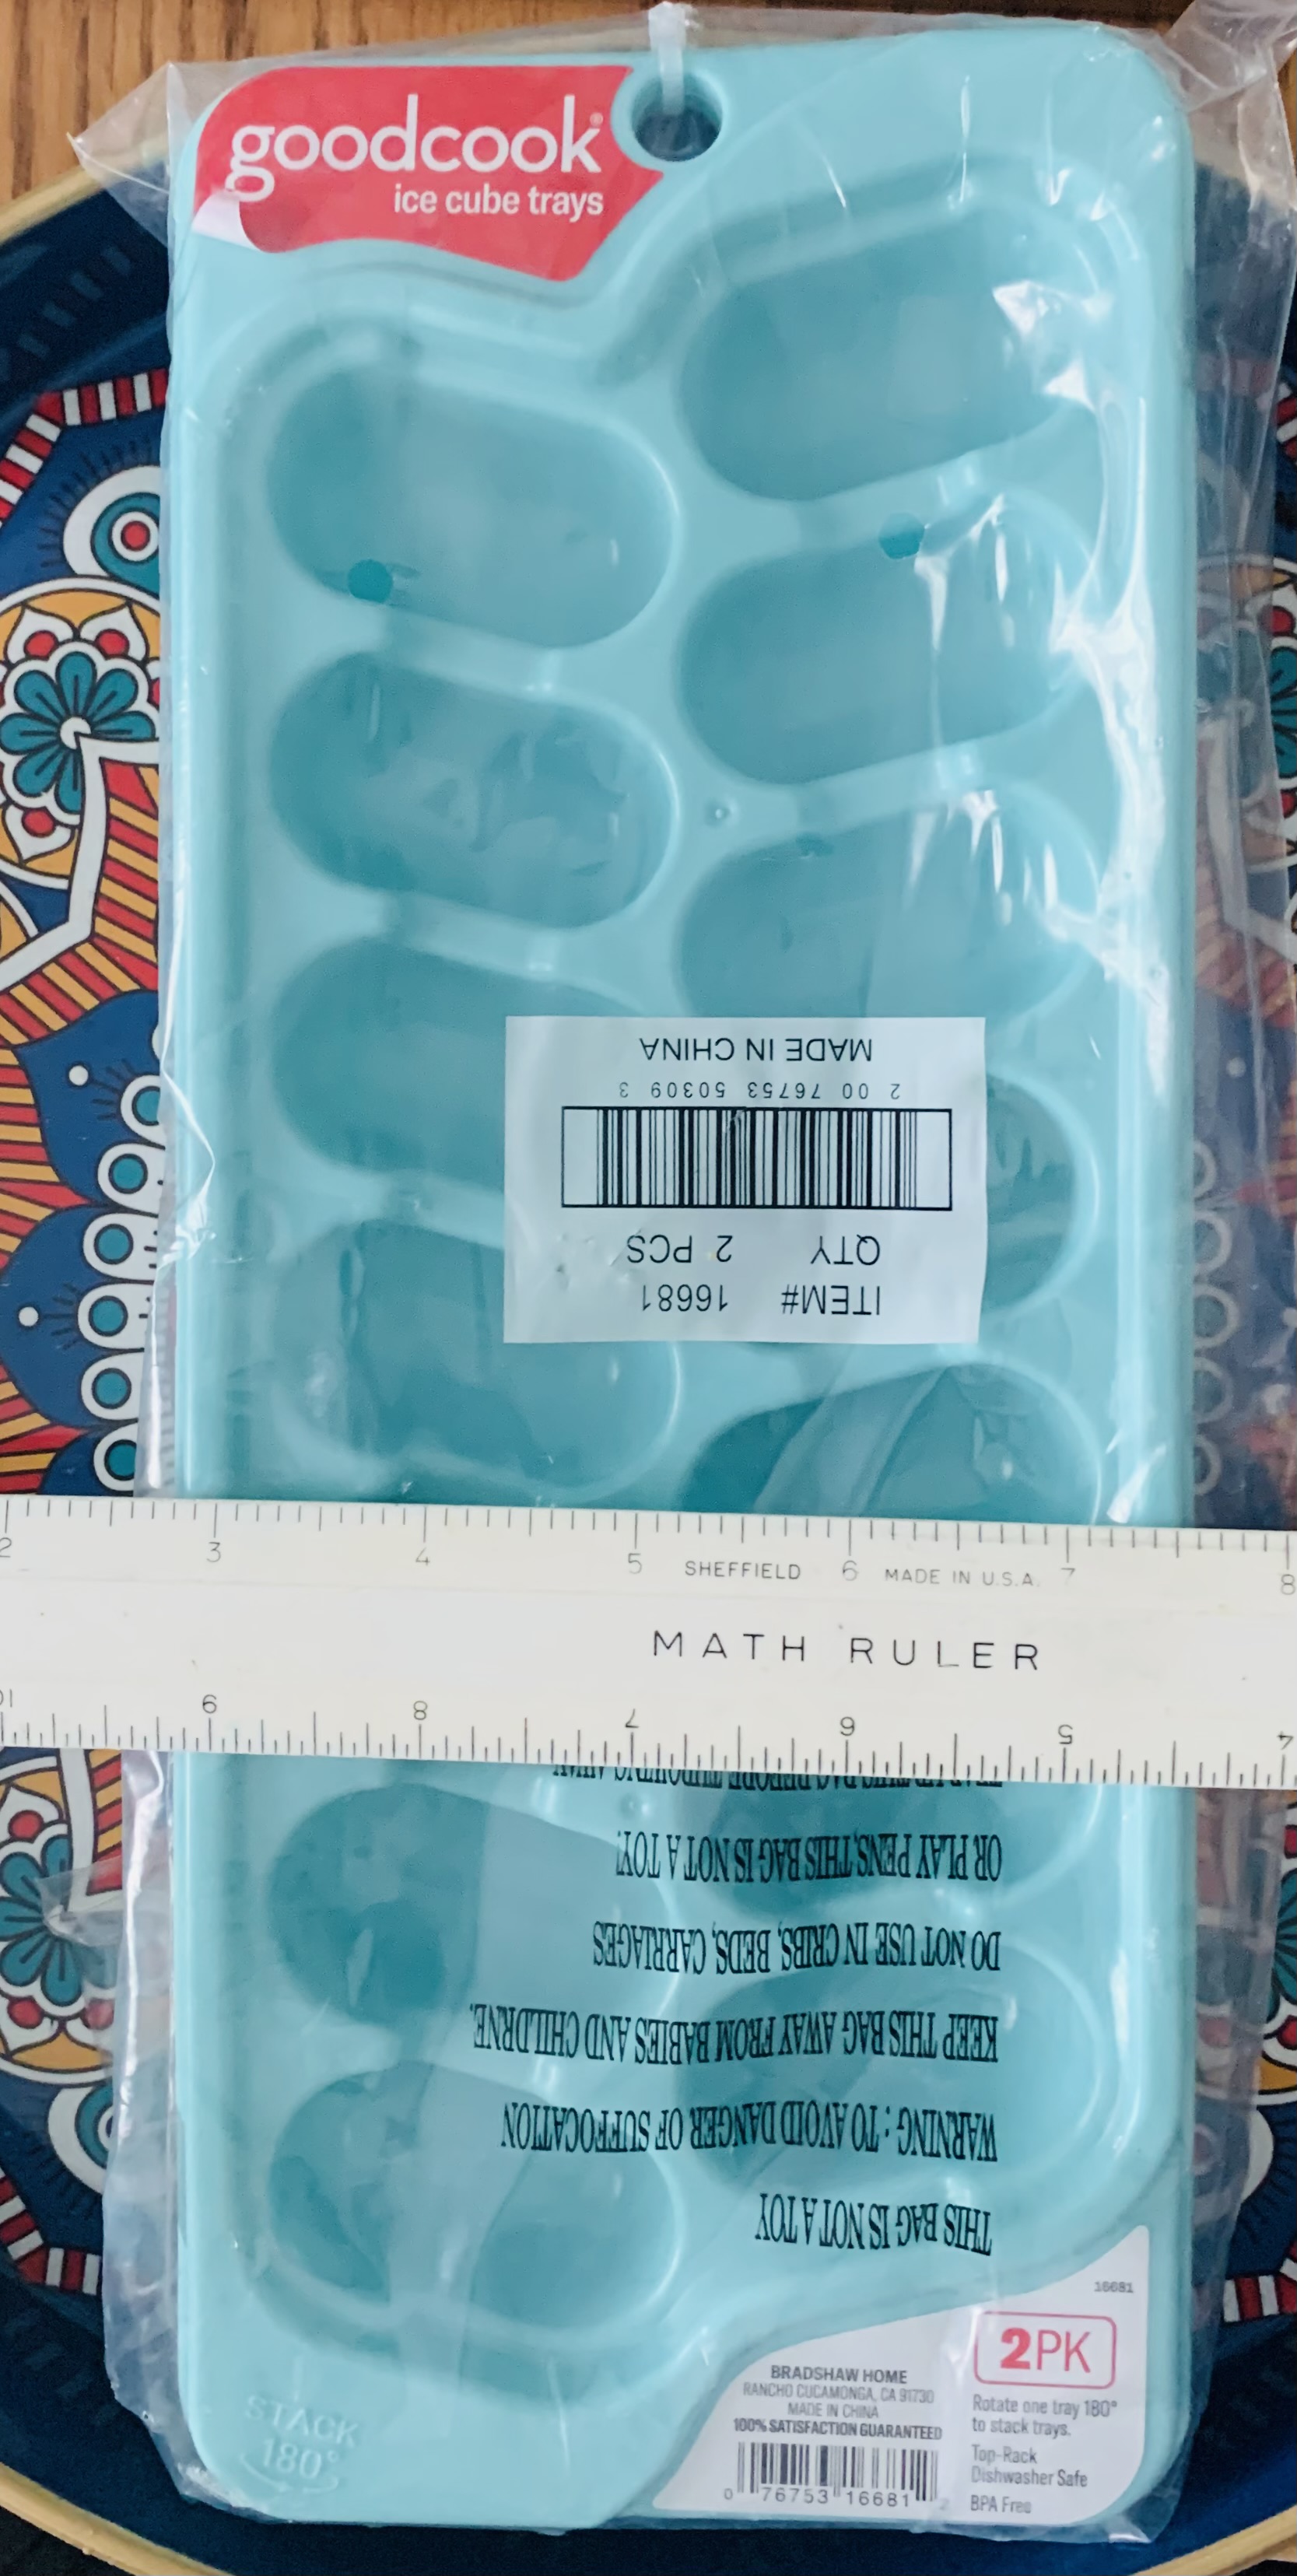 goodcook®
ice cube trays
MADE IN CHINA
2 00 76753 50309 3
QTY 2 PCS
ITEM# 16681
2 3 4 5 SHEFFIELD 6 MADE IN U.S.A. 7 8
MATH RULER
10 9 8 7 6 5 4
BAG BEFORE THROWING AWAY
OR PLAY PENS,THIS BAG IS NOT A TOY.
DO NOT USE IN CRIBS, BEDS, CARRIAGES
KEEP THIS BAG AWAY FROM BABIES AND CHILDRNE.
WARNING : TO AVOID DANGER OF SUFFOCATION
THIS BAG IS NOT A TOY
16681
2PK
BRADSHAW HOME
RANCHO CUCAMONGA, CA 91730
MADE IN CHINA
100% SATISFACTION GUARANTEED
0 76753 16681 2
Rotate one tray 180°
to stack trays.
Top-Rack
Dishwasher Safe
BPA Free
STACK
180°